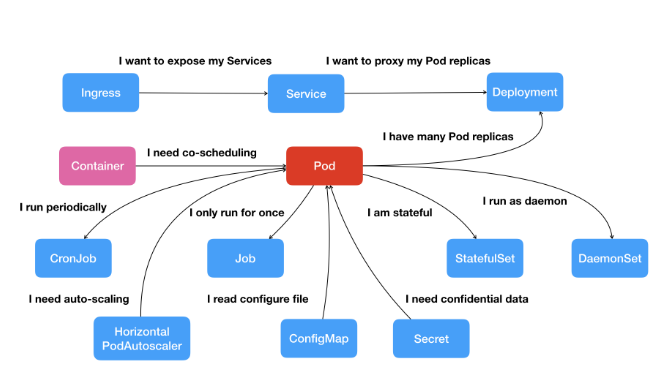 I want to expose my Services
I want to proxy my Pod replicas
Ingress
Service
Deployment
I have many Pod replicas
I need co-scheduling
Container
Pod
I run periodically
I only run for once
I am stateful
I run as daemon
CronJob
Job
StatefulSet
DaemonSet
I need auto-scaling
I read configure file
I need confidential data
Horizontal
PodAutoscaler
ConfigMap
Secret